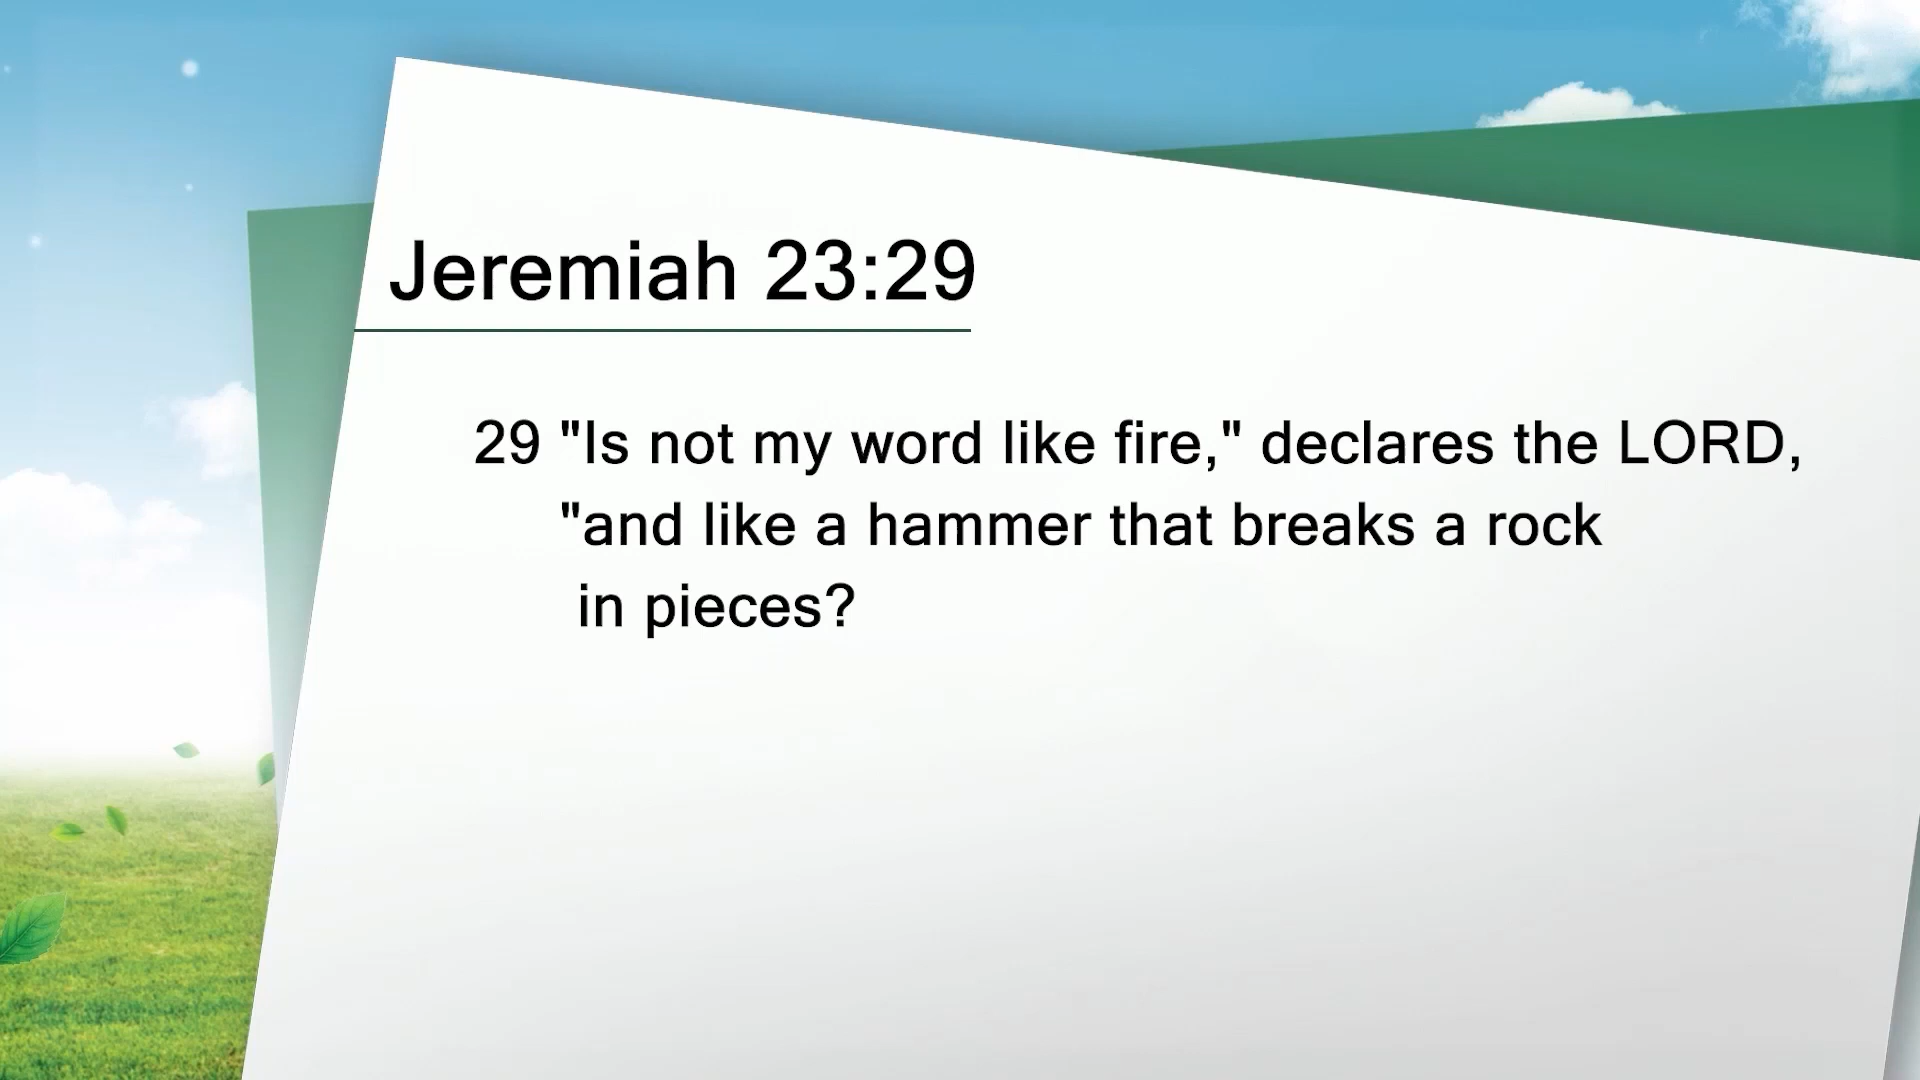 Jeremiah 23:29
29 "Is not my word like fire," declares the LORD,
"and like a hammer that breaks a rock
in pieces?